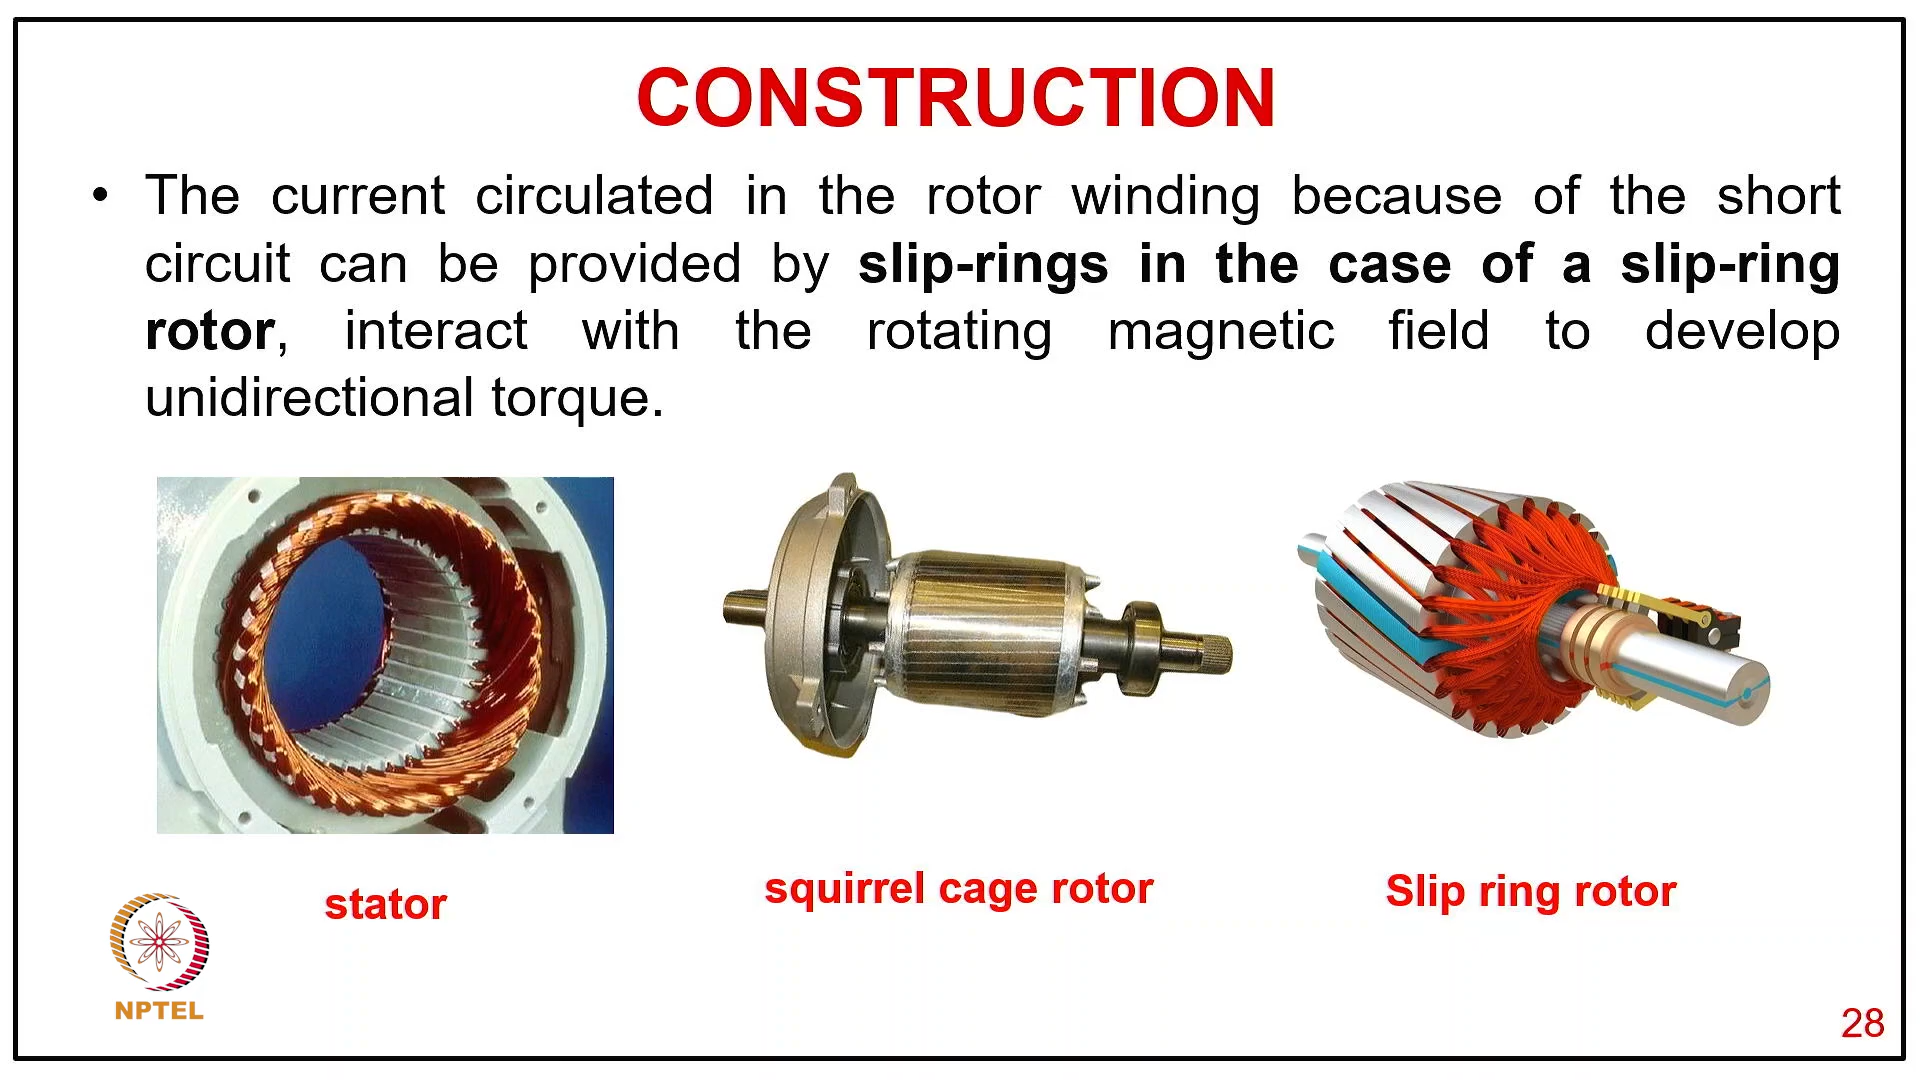 CONSTRUCTION
• The current circulated in the rotor winding because of the short
circuit can be provided by slip-rings in the case of a slip-ring
rotor, interact with the rotating magnetic field to develop
unidirectional torque.
stator
squirrel cage rotor
Slip ring rotor
NPTEL
28